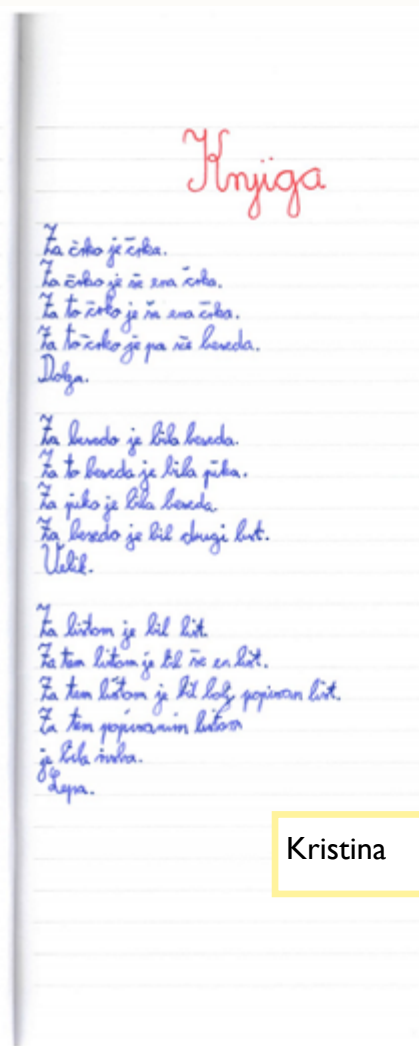 Knjiga
Za črko je črka.
Za črko je še ena črka.
Za to črko je še ena črka.
Za to črko je pa že beseda.
Dolga.
Za besedo je bila beseda.
Za to beseda je bila pika.
Za piko je bila beseda.
Za besedo je bil drugi list.
Velik.
Za listom je bil list.
Za tem listom je bil še en list.
Za tem listom je bil bolj popisan list.
Za tem popisanim listom
je bila
Lepa.
Kristina